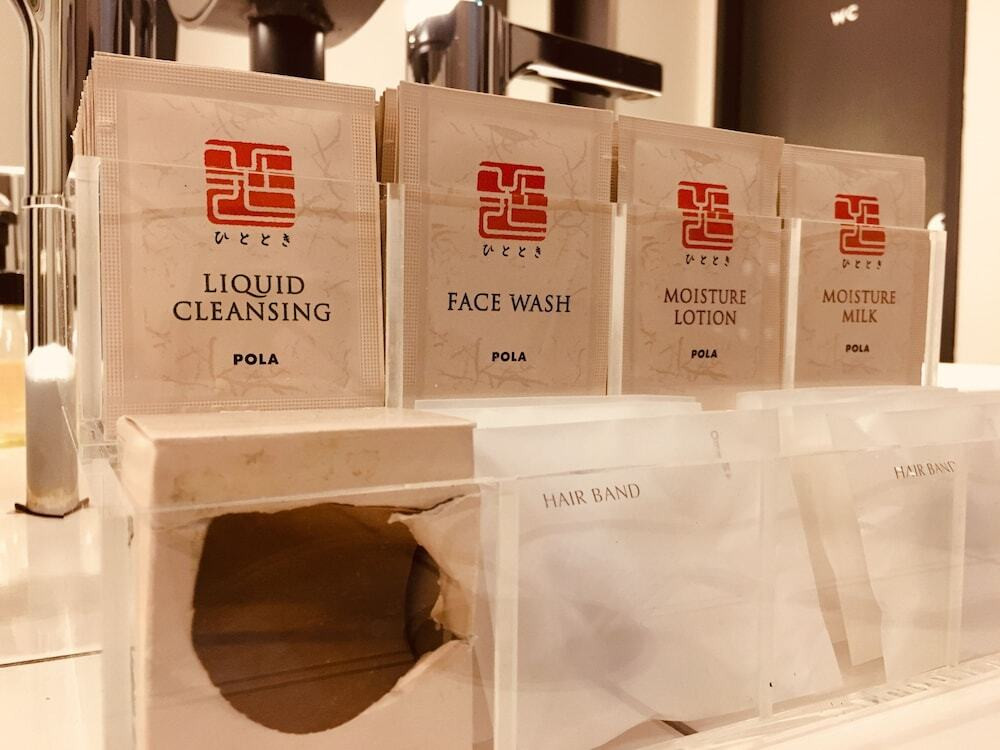 WC
ひととき
LIQUID
CLEANSING
POLA
ひととき
FACE WASH
POLA
ひととき
MOISTURE
LOTION
POLA
ひととき
MOISTURE
MILK
POLA
HAIR BAND
HAIR BAND